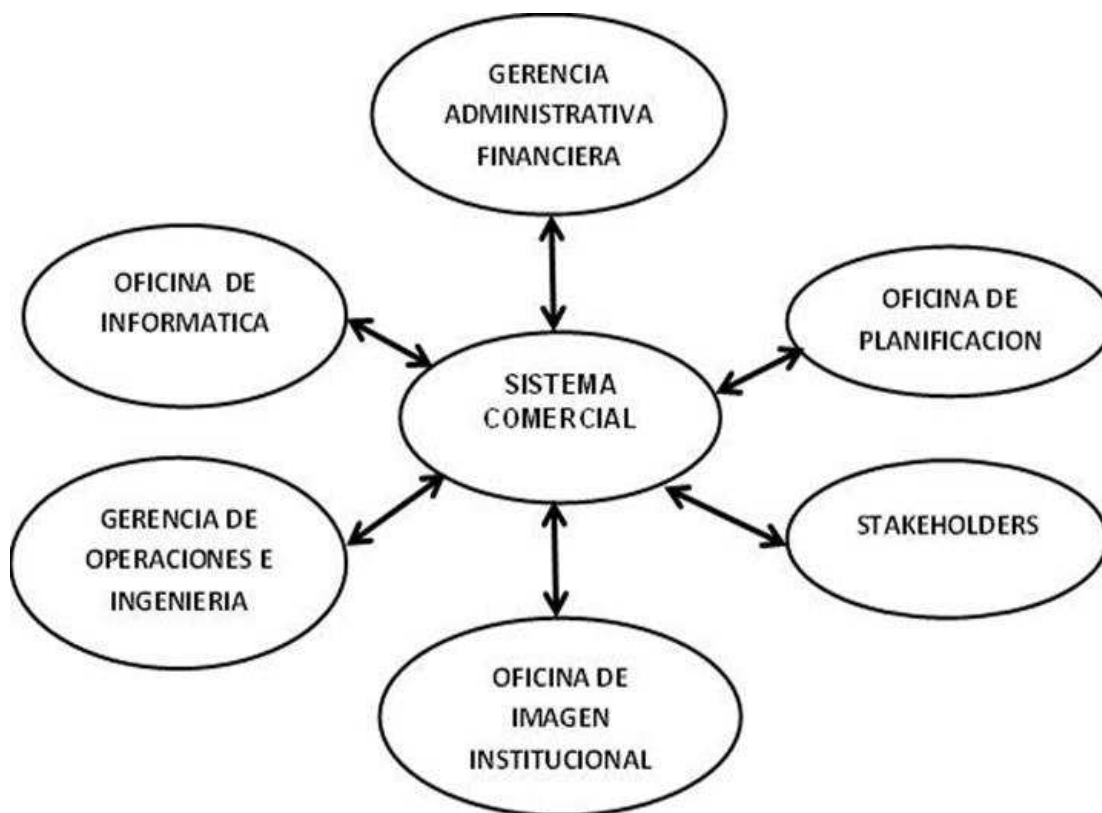 GERENCIA
ADMINISTRATIVA
FINANCIERA
OFICINA DE
INFORMATICA
OFICINA DE
PLANIFICACION
SISTEMA
COMERCIAL
GERENCIA DE
OPERACIONES E
INGENIERIA
STAKEHOLDERS
OFICINA DE
IMAGEN
INSTITUCIONAL